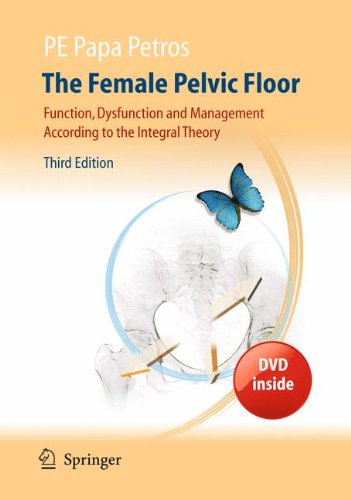 PE Papa Petros
The Female Pelvic Floor
Function, Dysfunction and Management
According to the Integral Theory
Third Edition
DVD
inside
Springer